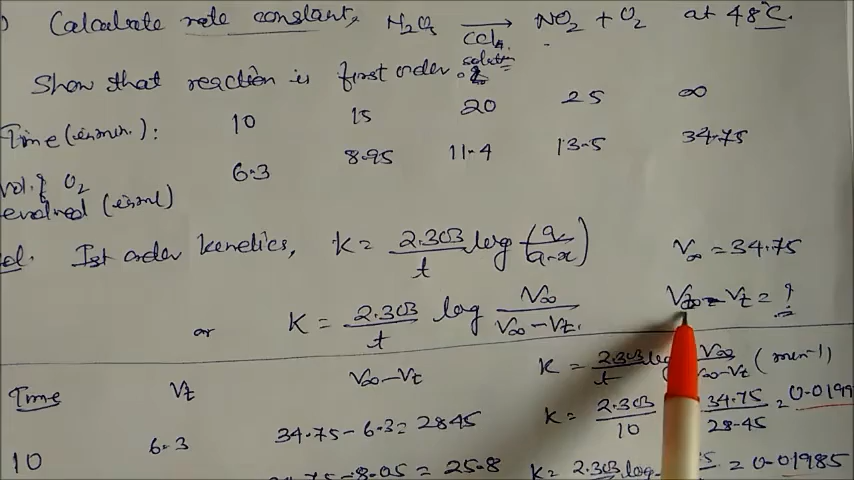 ) Calculate rate constant, H2O5 → NO2 + O2 at 48°C.
CCl4
solution
Show that reaction is first order
Time (in min.): 10 15 20 25 ∞
vol. of O2 6.3 8.95 11.4 13.5 34.75
evolved (in ml)
sol. Ist order kenetics, K = 2.303/t log (a/a-x) V∞ = 34.75
or K = 2.303/t log V∞/V∞-Vt. V∞-Vt = ?
Time Vt V∞-Vt K = 2.303/t log V∞/V∞-Vt (min-1)
10 6.3 34.75-6.3 = 28.45 K = 2.303/10 34.75/28.45 = 0.0199
= 25.8 K = 2.303 log = 0.01985